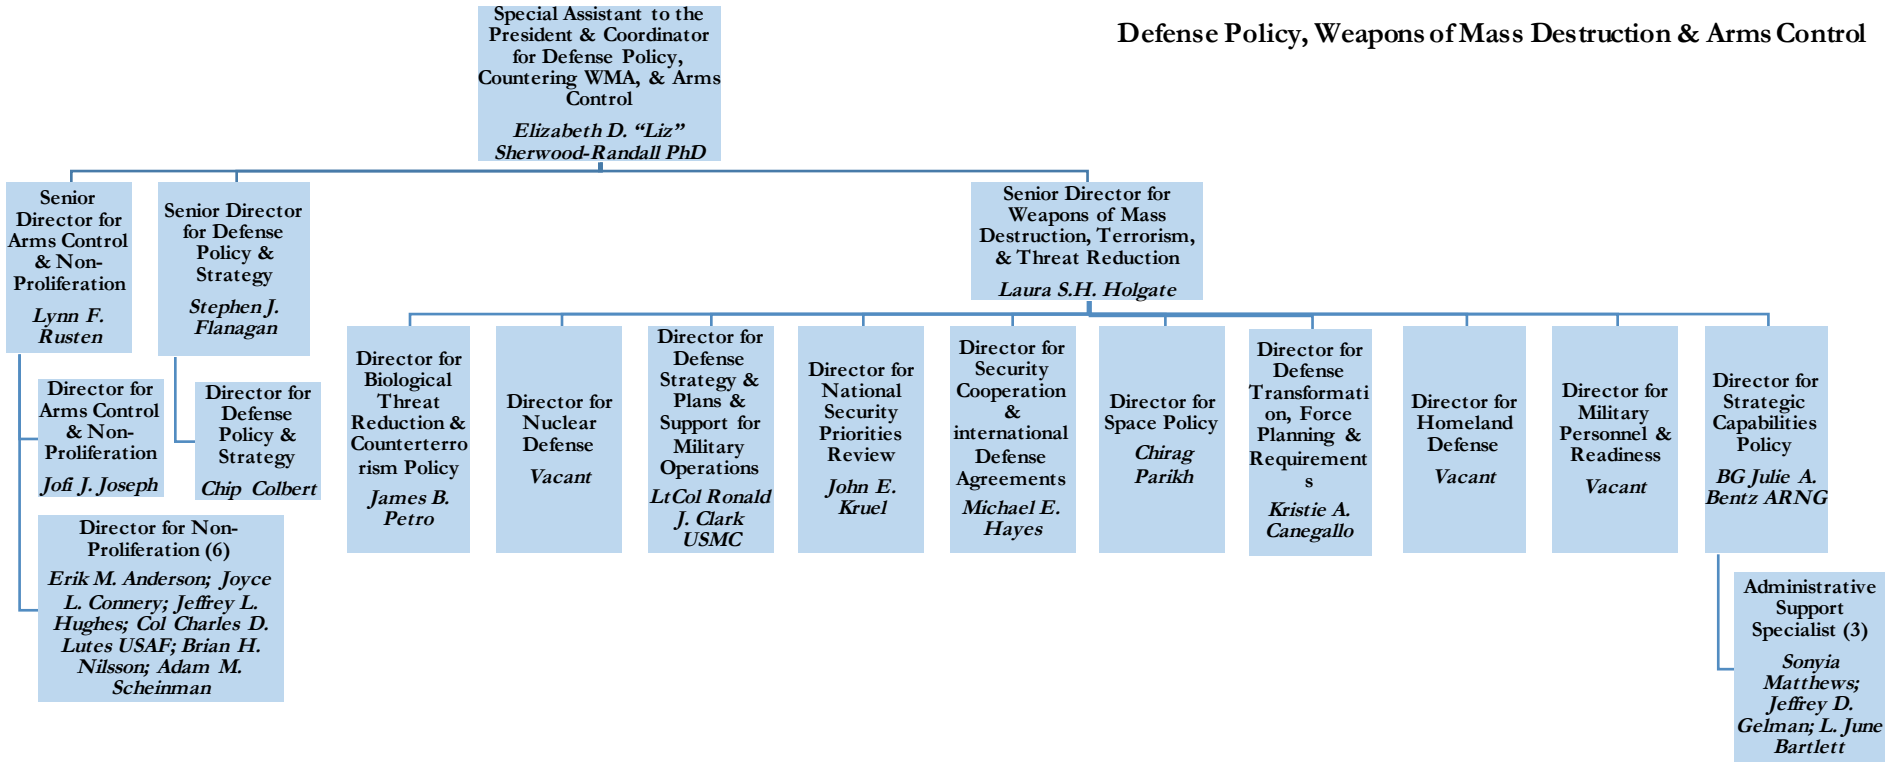 Defense Policy, Weapons of Mass Destruction & Arms Control
Special Assistant to the
President & Coordinator
for Defense Policy,
Countering WMA, & Arms
Control
Elizabeth D. “Liz”
Sherwood-Randall PhD
Senior
Director for
Arms Control
& Non-
Proliferation
Lynn F.
Rusten
Director for
Arms Control
& Non-
Proliferation
Jofi J. Joseph
Director for Non-
Proliferation (6)
Erik M. Anderson; Joyce
L. Connery; Jeffrey L.
Hughes; Col Charles D.
Lutes USAF; Brian H.
Nilsson; Adam M.
Scheinman
Senior Director
for Defense
Policy &
Strategy
Stephen J.
Flanagan
Director for
Defense
Policy &
Strategy
Chip Colbert
Senior Director for
Weapons of Mass
Destruction, Terrorism,
& Threat Reduction
Laura S.H. Holgate
Director for
Biological
Threat
Reduction &
Counterterro
rism Policy
James B.
Petro
Director for
Nuclear
Defense
Vacant
Director for
Defense
Strategy &
Plans &
Support for
Military
Operations
LtCol Ronald
J. Clark
USMC
Director for
National
Security
Priorities
Review
John E.
Kruel
Director for
Security
Cooperation
&
international
Defense
Agreements
Michael E.
Hayes
Director for
Space Policy
Chirag
Parikh
Director for
Defense
Transformati
on, Force
Planning &
Requirement
s
Kristie A.
Canegallo
Director for
Homeland
Defense
Vacant
Director for
Military
Personnel &
Readiness
Vacant
Director for
Strategic
Capabilities
Policy
BG Julie A.
Bentz ARNG
Administrative
Support
Specialist (3)
Sonyia
Matthews;
Jeffrey D.
Gelman; L. June
Bartlett